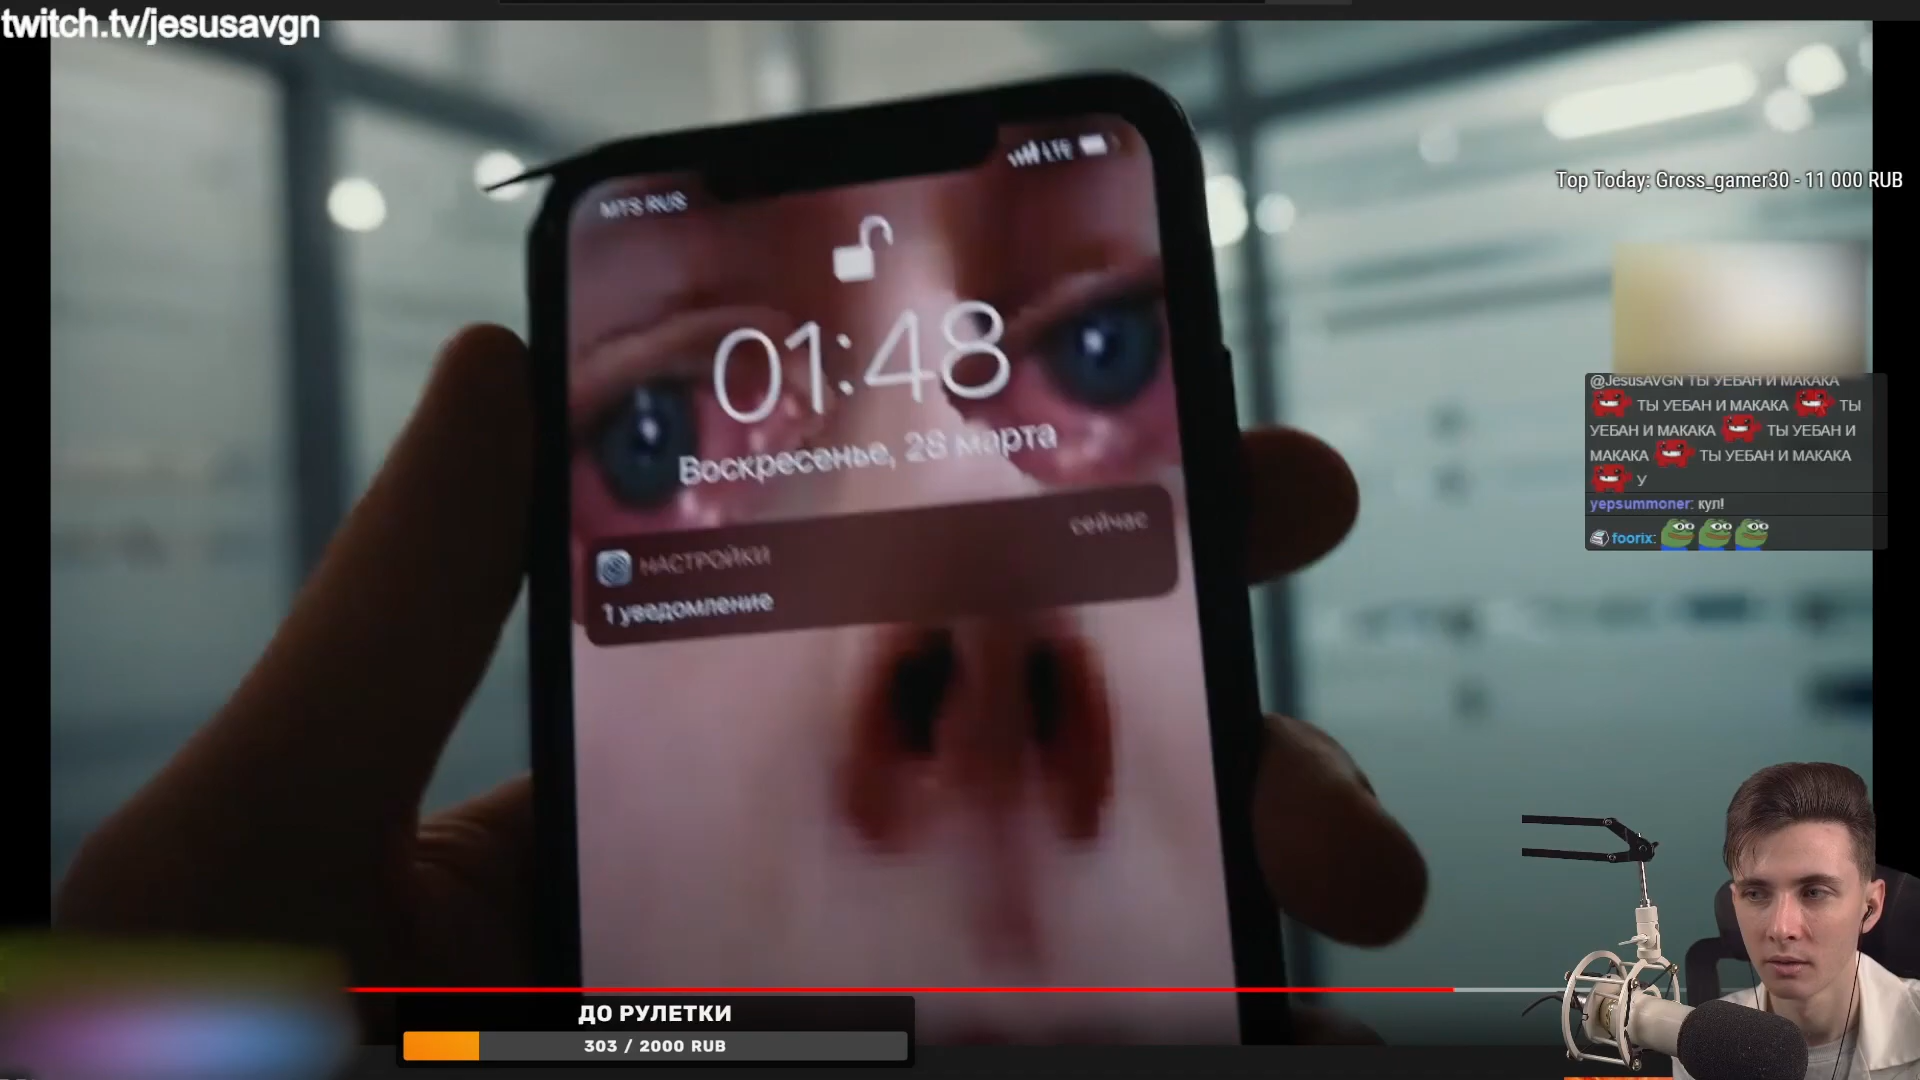 twitch.tv/jesusavgn
MTS RUS
LTE
01:48
Воскресенье, 28 марта
НАСТРОЙКИ
сейчас
1 уведомление
Top Today: Gross_gamer30 - 11 000 RUB
@JesusAVGN ТЫ УЕБАН И МАКАКА
ТЫ УЕБАН И МАКАКА ТЫ
УЕБАН И МАКАКА ТЫ УЕБАН И
МАКАКА ТЫ УЕБАН И МАКАКА
У
yepsummoner: кул!
foorix:
ДО РУЛЕТКИ
303 / 2000 RUB